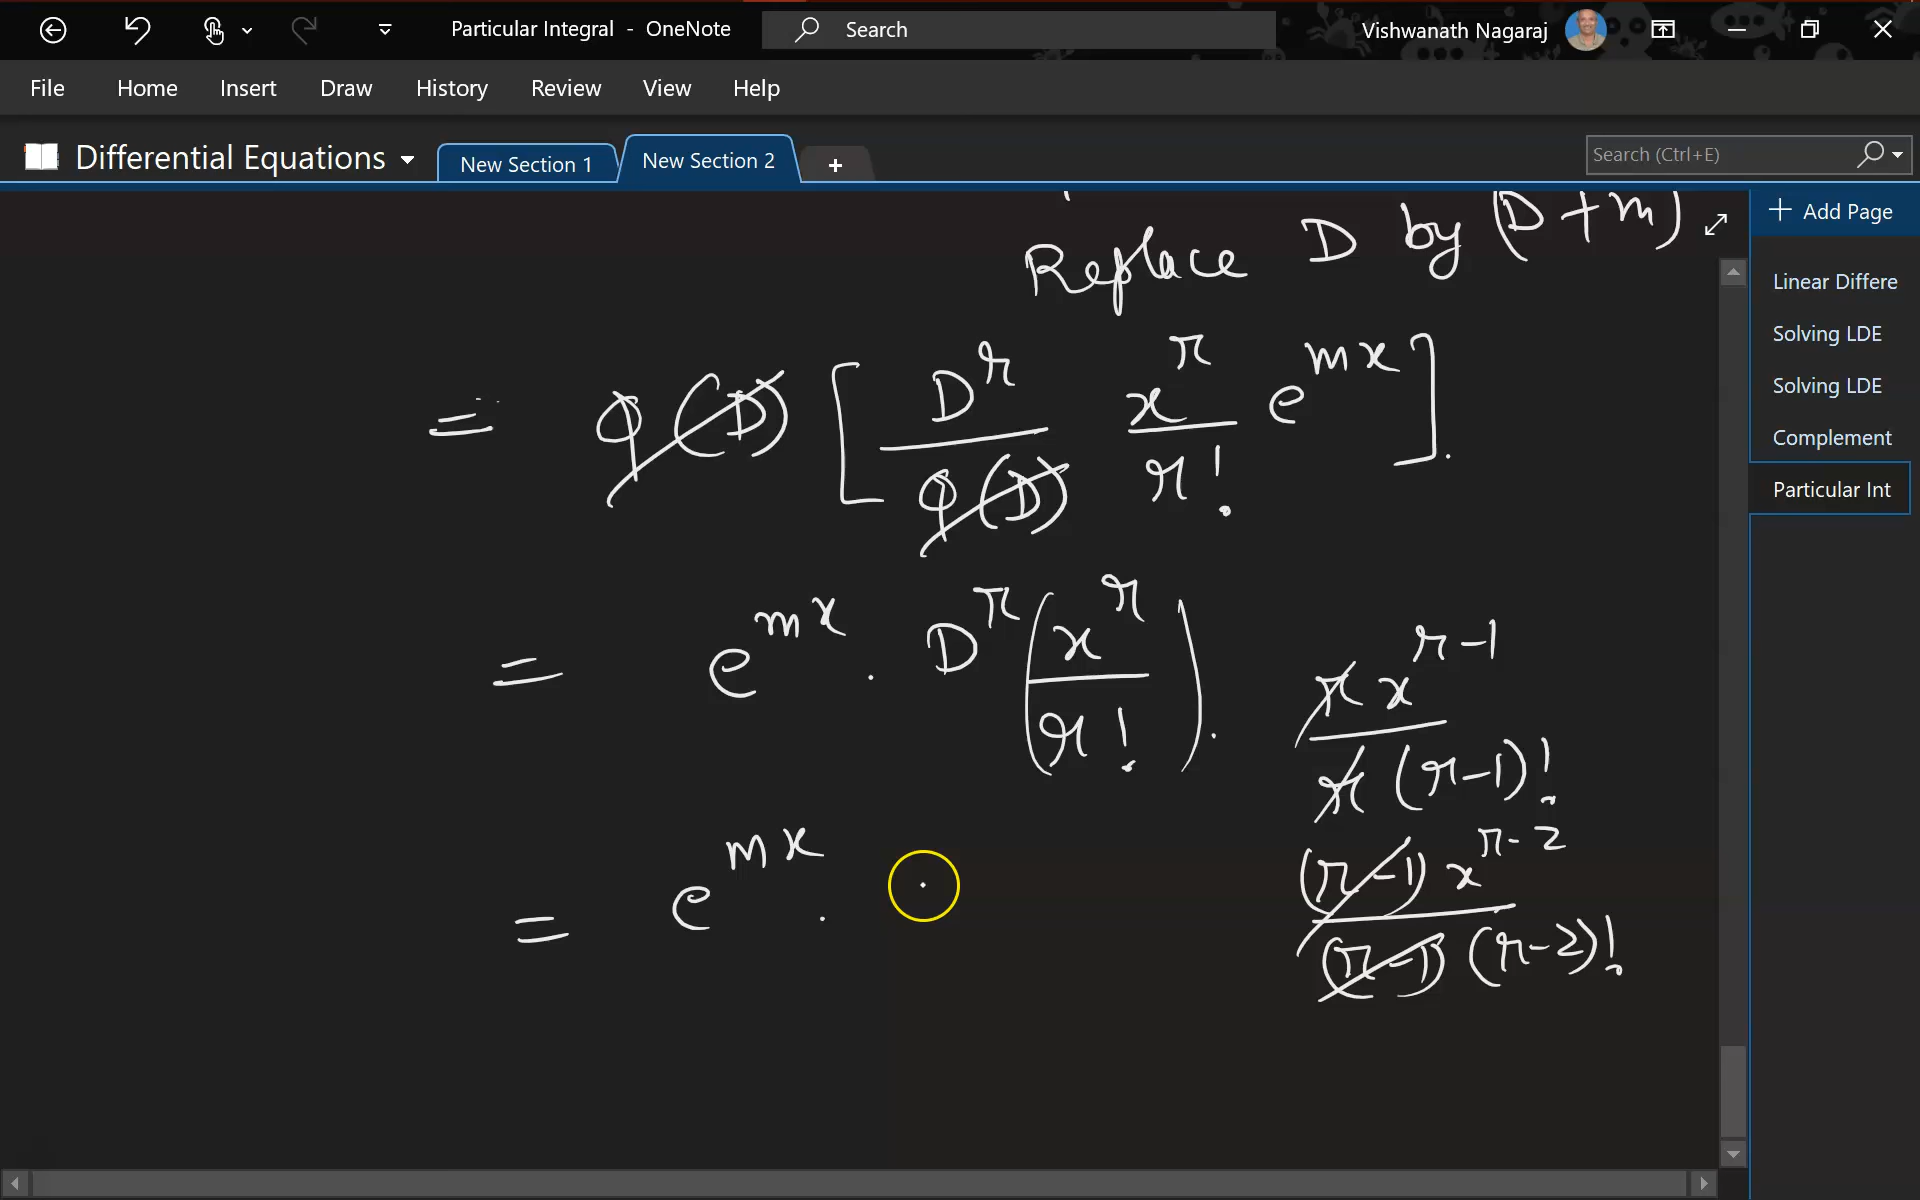 Particular Integral - OneNote
Search
Vishwanath Nagaraj
File Home Insert Draw History Review View Help
Differential Equations
New Section 1
New Section 2
+
Search (Ctrl+E)
+ Add Page
Linear Differe
Solving LDE
Solving LDE
Complement
Particular Int
Replace D by (D+m)
= φ(D) [ D^r / φ(D) x^r / r! e^mx ].
= e^mx . D^r ( x^r / r! ).
r x^r-1 / r (r-1)!
(r-1) x^r-2 / (r-1) (r-2)!
= e^mx .